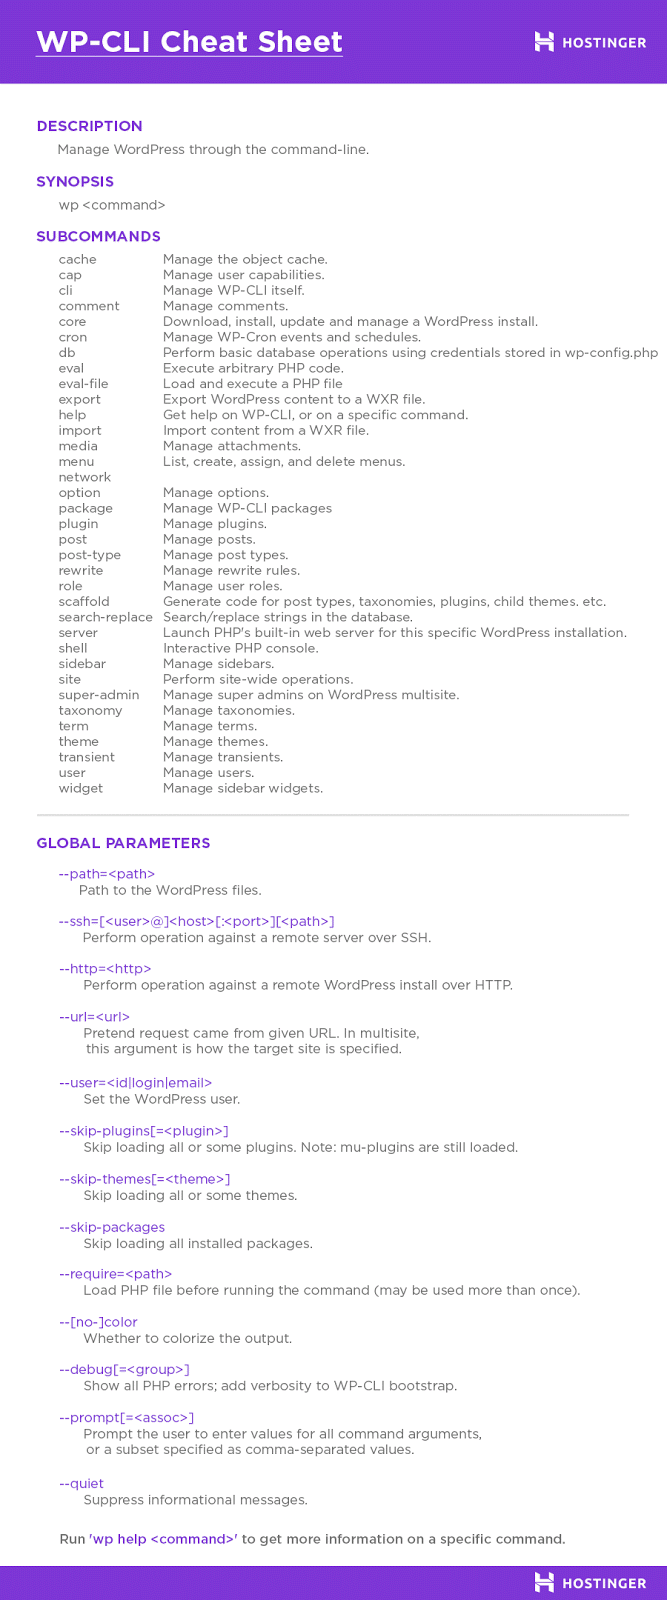 WP-CLI Cheat Sheet
HOSTINGER
DESCRIPTION
Manage WordPress through the command-line.
SYNOPSIS
wp <command>
SUBCOMMANDS
cache Manage the object cache.
cap Manage user capabilities.
cli Manage WP-CLI itself.
comment Manage comments.
core Download, install, update and manage a WordPress install.
cron Manage WP-Cron events and schedules.
db Perform basic database operations using credentials stored in wp-config.php
eval Execute arbitrary PHP code.
eval-file Load and execute a PHP file
export Export WordPress content to a WXR file.
help Get help on WP-CLI, or on a specific command.
import Import content from a WXR file.
media Manage attachments.
menu List, create, assign, and delete menus.
network
option Manage options.
package Manage WP-CLI packages
plugin Manage plugins.
post Manage posts.
post-type Manage post types.
rewrite Manage rewrite rules.
role Manage user roles.
scaffold Generate code for post types, taxonomies, plugins, child themes. etc.
search-replace Search/replace strings in the database.
server Launch PHP's built-in web server for this specific WordPress installation.
shell Interactive PHP console.
sidebar Manage sidebars.
site Perform site-wide operations.
super-admin Manage super admins on WordPress multisite.
taxonomy Manage taxonomies.
term Manage terms.
theme Manage themes.
transient Manage transients.
user Manage users.
widget Manage sidebar widgets.
GLOBAL PARAMETERS
--path=<path>
Path to the WordPress files.
--ssh=[<user>@]<host>[:<port>][<path>]
Perform operation against a remote server over SSH.
--http=<http>
Perform operation against a remote WordPress install over HTTP.
--url=<url>
Pretend request came from given URL. In multisite,
this argument is how the target site is specified.
--user=<id|login|email>
Set the WordPress user.
--skip-plugins[=<plugin>]
Skip loading all or some plugins. Note: mu-plugins are still loaded.
--skip-themes[=<theme>]
Skip loading all or some themes.
--skip-packages
Skip loading all installed packages.
--require=<path>
Load PHP file before running the command (may be used more than once).
--[no-]color
Whether to colorize the output.
--debug[=<group>]
Show all PHP errors; add verbosity to WP-CLI bootstrap.
--prompt[=<assoc>]
Prompt the user to enter values for all command arguments,
or a subset specified as comma-separated values.
--quiet
Suppress informational messages.
Run 'wp help <command>' to get more information on a specific command.
HOSTINGER